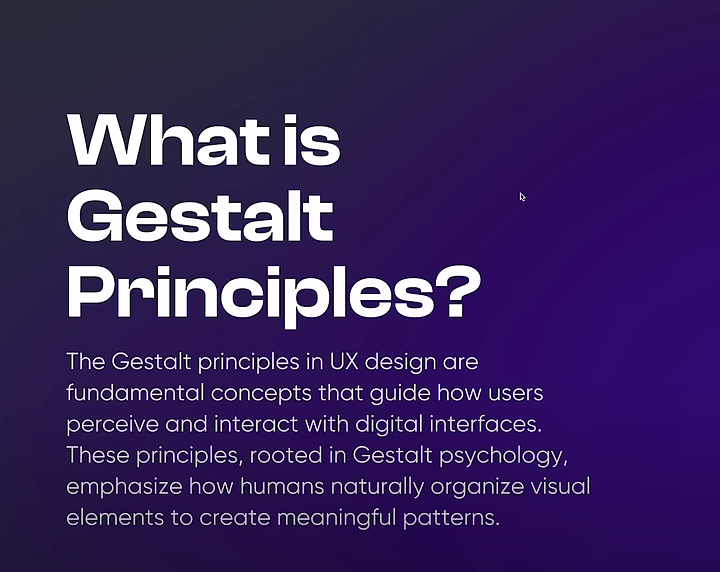 What is
Gestalt
Principles?
The Gestalt principles in UX design are
fundamental concepts that guide how users
perceive and interact with digital interfaces.
These principles, rooted in Gestalt psychology,
emphasize how humans naturally organize visual
elements to create meaningful patterns.